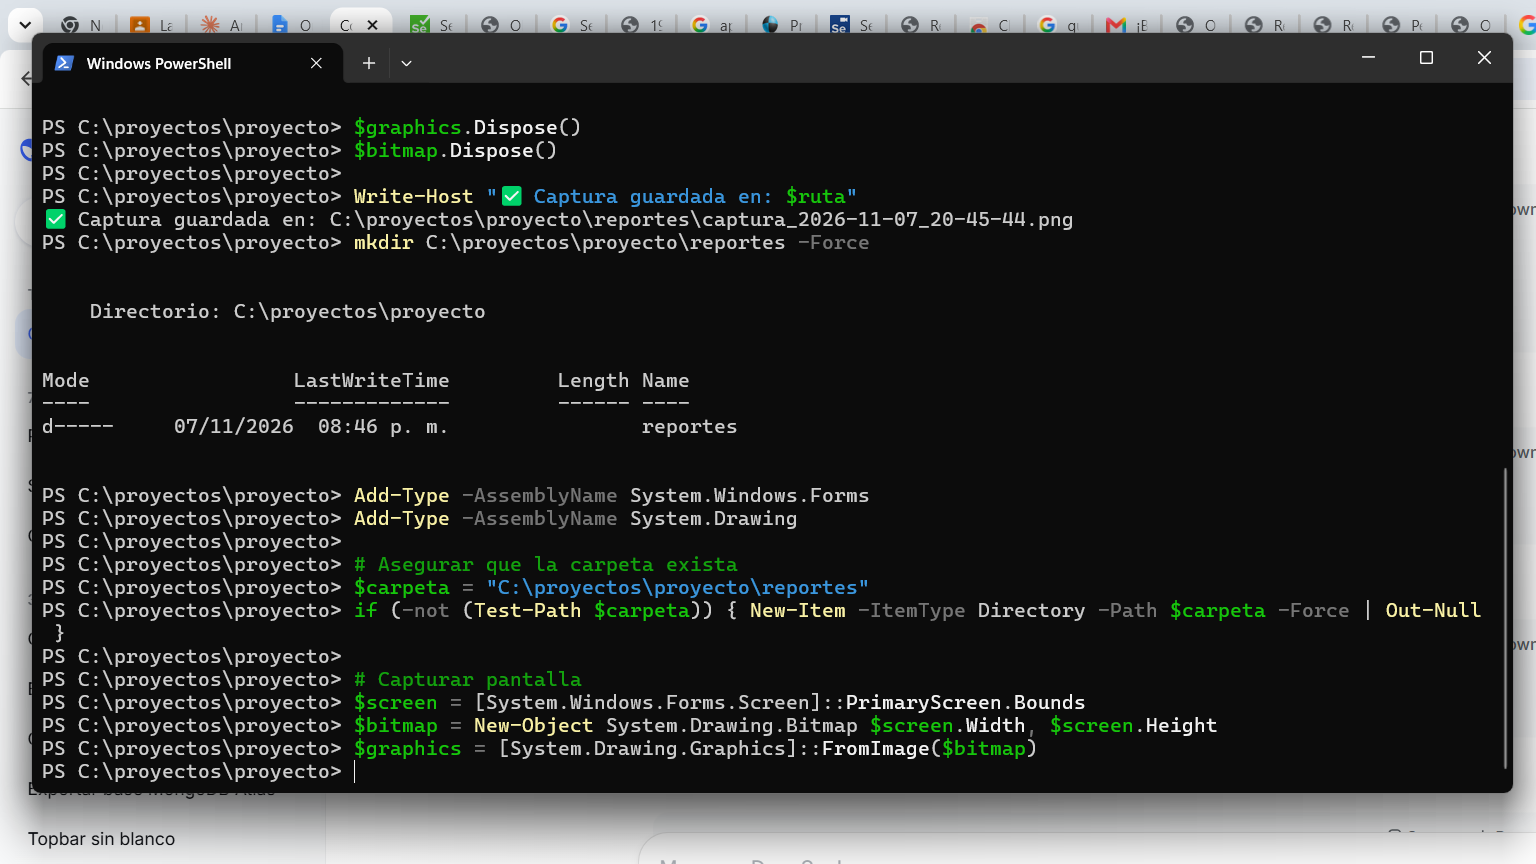 Windows PowerShell
PS C:\proyectos\proyecto> $graphics.Dispose()
PS C:\proyectos\proyecto> $bitmap.Dispose()
PS C:\proyectos\proyecto>
PS C:\proyectos\proyecto> Write-Host "✅ Captura guardada en: $ruta"
✅ Captura guardada en: C:\proyectos\proyecto\reportes\captura_2026-11-07_20-45-44.png
PS C:\proyectos\proyecto> mkdir C:\proyectos\proyecto\reportes -Force
Directorio: C:\proyectos\proyecto
Mode LastWriteTime Length Name
---- ------------- ------ ----
d----- 07/11/2026 08:46 p. m. reportes
PS C:\proyectos\proyecto> Add-Type -AssemblyName System.Windows.Forms
PS C:\proyectos\proyecto> Add-Type -AssemblyName System.Drawing
PS C:\proyectos\proyecto>
PS C:\proyectos\proyecto> # Asegurar que la carpeta exista
PS C:\proyectos\proyecto> $carpeta = "C:\proyectos\proyecto\reportes"
PS C:\proyectos\proyecto> if (-not (Test-Path $carpeta)) { New-Item -ItemType Directory -Path $carpeta -Force | Out-Null
}
PS C:\proyectos\proyecto>
PS C:\proyectos\proyecto> # Capturar pantalla
PS C:\proyectos\proyecto> $screen = [System.Windows.Forms.Screen]::PrimaryScreen.Bounds
PS C:\proyectos\proyecto> $bitmap = New-Object System.Drawing.Bitmap $screen.Width, $screen.Height
PS C:\proyectos\proyecto> $graphics = [System.Drawing.Graphics]::FromImage($bitmap)
PS C:\proyectos\proyecto>
Topbar sin blanco